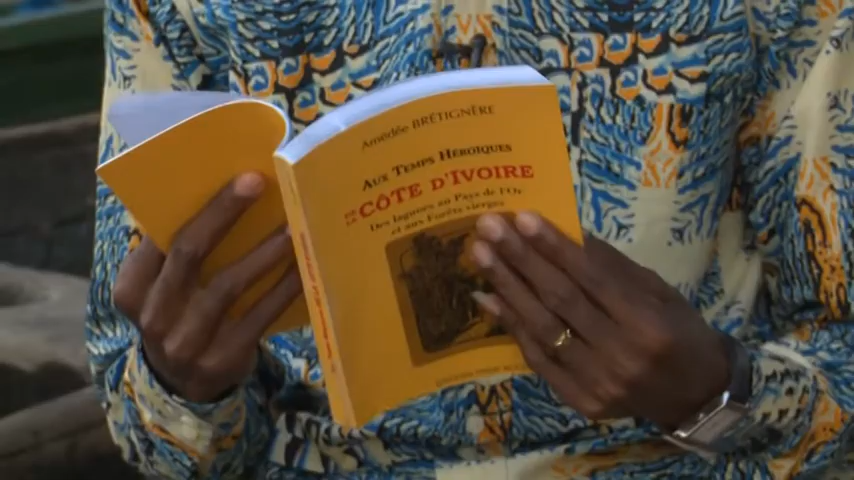 Amédée BRÉTIGNÈRE
AUX TEMPS HÉROÏQUES
DE LA CÔTE D'IVOIRE
Des lagunes au Pays de l'Or
et aux Forêts vierges